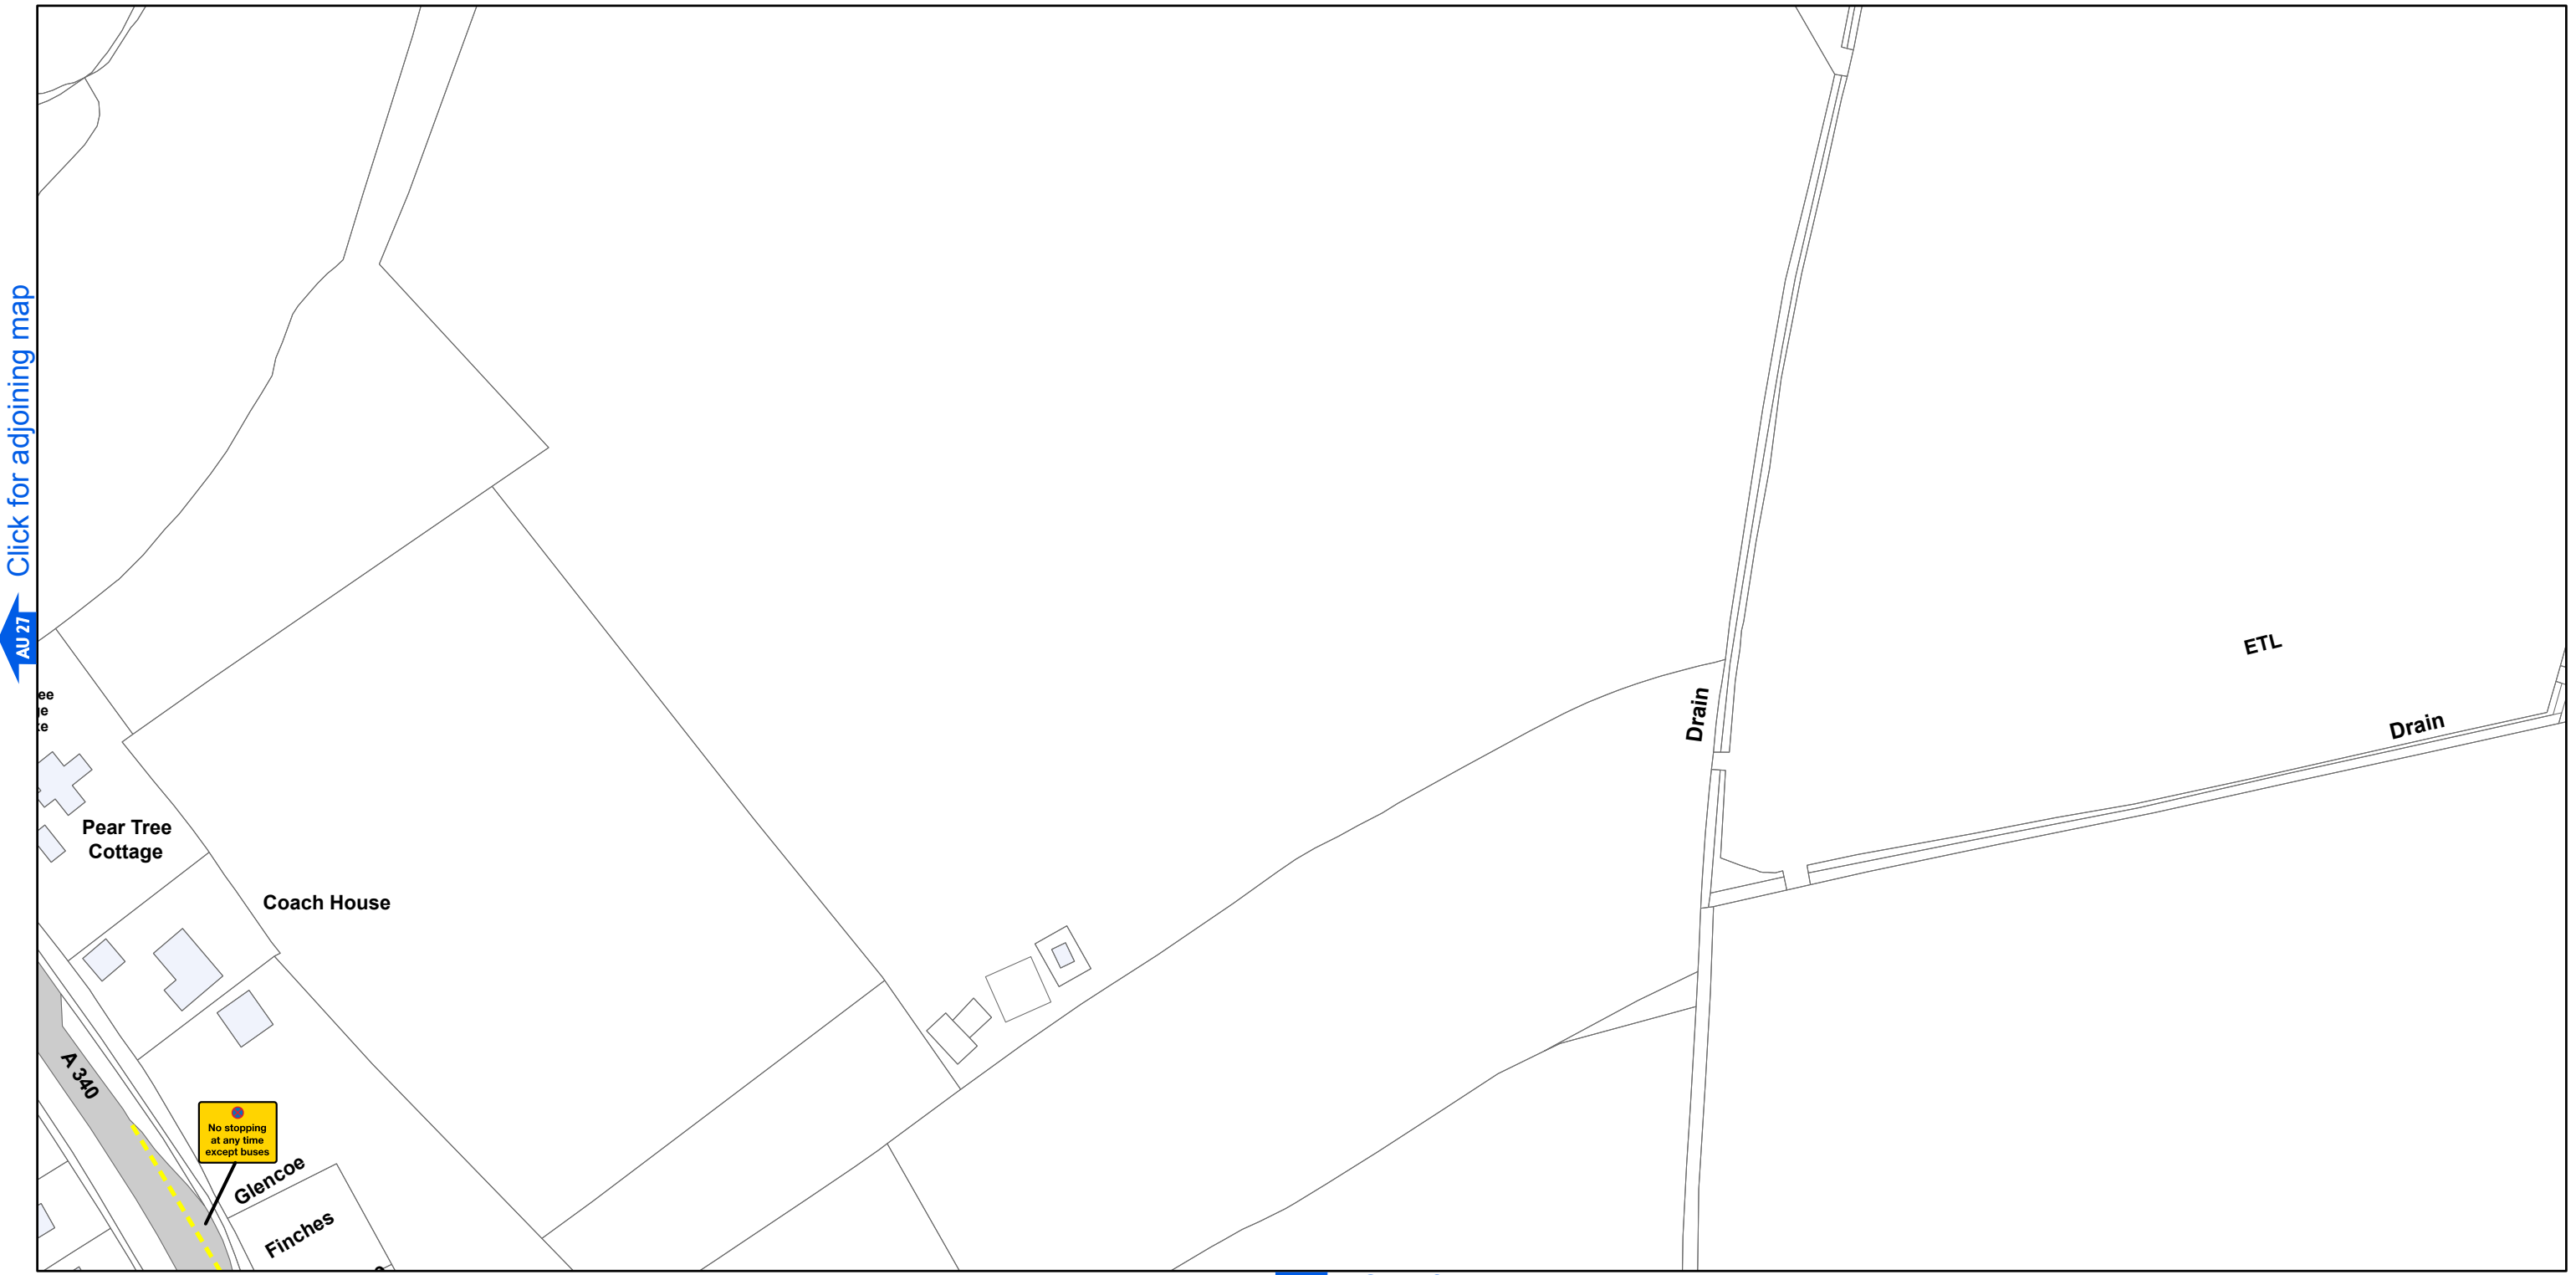 Click for adjoining map
AU 27
ETL
Drain
Drain
ee
Pear Tree
Cottage
Coach House
A 340
No stopping
at any time
except buses
Glencoe
Finches